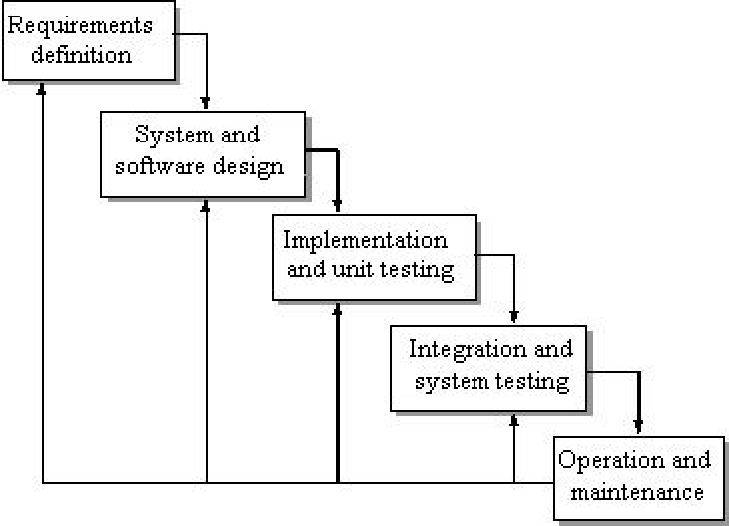 Requirements
definition
System and
software design
Implementation
and unit testing
Integration and
system testing
Operation and
maintenance